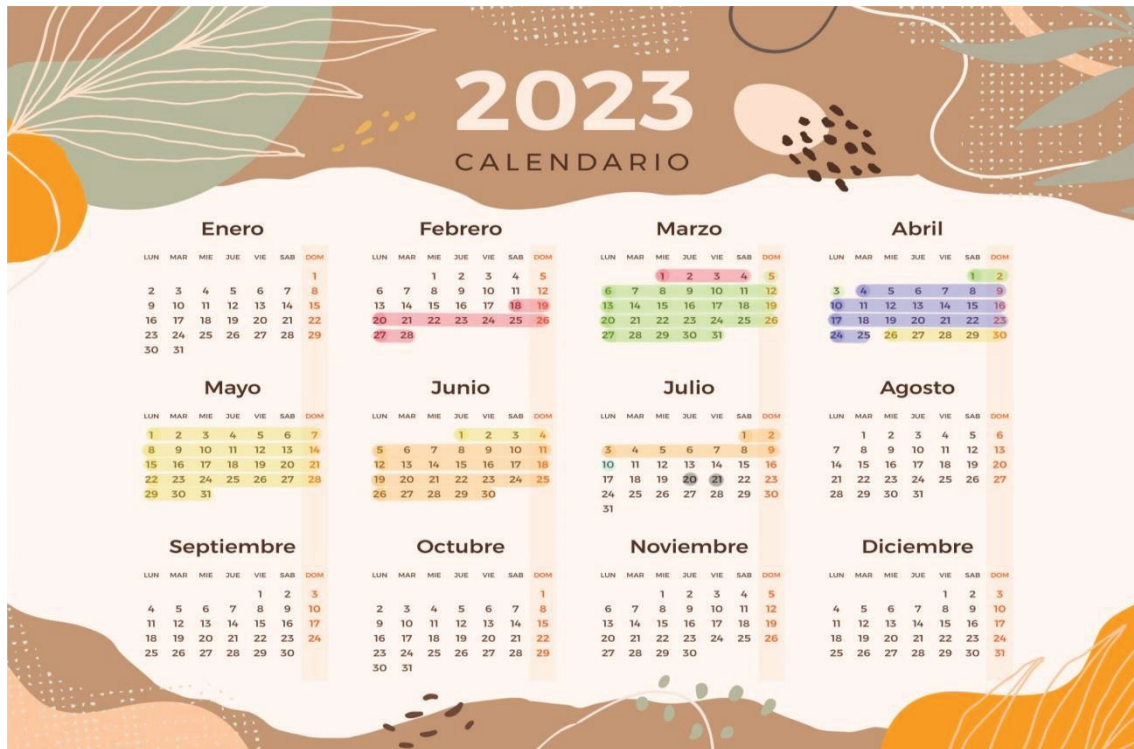 2023
CALENDARIO
Enero
LUN MAR MIE JUE VIE SAB DOM
1
2 3 4 5 6 7 8
9 10 11 12 13 14 15
16 17 18 19 20 21 22
23 24 25 26 27 28 29
30 31
Febrero
LUN MAR MIE JUE VIE SAB DOM
1 2 3 4 5
6 7 8 9 10 11 12
13 14 15 16 17 18 19
20 21 22 23 24 25 26
27 28
Marzo
LUN MAR MIE JUE VIE SAB DOM
1 2 3 4 5
6 7 8 9 10 11 12
13 14 15 16 17 18 19
20 21 22 23 24 25 26
27 28 29 30 31
Abril
LUN MAR MIE JUE VIE SAB DOM
1 2
3 4 5 6 7 8 9
10 11 12 13 14 15 16
17 18 19 20 21 22 23
24 25 26 27 28 29 30
Mayo
LUN MAR MIE JUE VIE SAB DOM
1 2 3 4 5 6 7
8 9 10 11 12 13 14
15 16 17 18 19 20 21
22 23 24 25 26 27 28
29 30 31
Junio
LUN MAR MIE JUE VIE SAB DOM
1 2 3 4
5 6 7 8 9 10 11
12 13 14 15 16 17 18
19 20 21 22 23 24 25
26 27 28 29 30
Julio
LUN MAR MIE JUE VIE SAB DOM
1 2
3 4 5 6 7 8 9
10 11 12 13 14 15 16
17 18 19 20 21 22 23
24 25 26 27 28 29 30
31
Agosto
LUN MAR MIE JUE VIE SAB DOM
1 2 3 4 5 6
7 8 9 10 11 12 13
14 15 16 17 18 19 20
21 22 23 24 25 26 27
28 29 30 31
Septiembre
LUN MAR MIE JUE VIE SAB DOM
1 2 3
4 5 6 7 8 9 10
11 12 13 14 15 16 17
18 19 20 21 22 23 24
25 26 27 28 29 30
Octubre
LUN MAR MIE JUE VIE SAB DOM
1
2 3 4 5 6 7 8
9 10 11 12 13 14 15
16 17 18 19 20 21 22
23 24 25 26 27 28 29
30 31
Noviembre
LUN MAR MIE JUE VIE SAB DOM
1 2 3 4 5
6 7 8 9 10 11 12
13 14 15 16 17 18 19
20 21 22 23 24 25 26
27 28 29 30
Diciembre
LUN MAR MIE JUE VIE SAB DOM
1 2 3
4 5 6 7 8 9 10
11 12 13 14 15 16 17
18 19 20 21 22 23 24
25 26 27 28 29 30 31